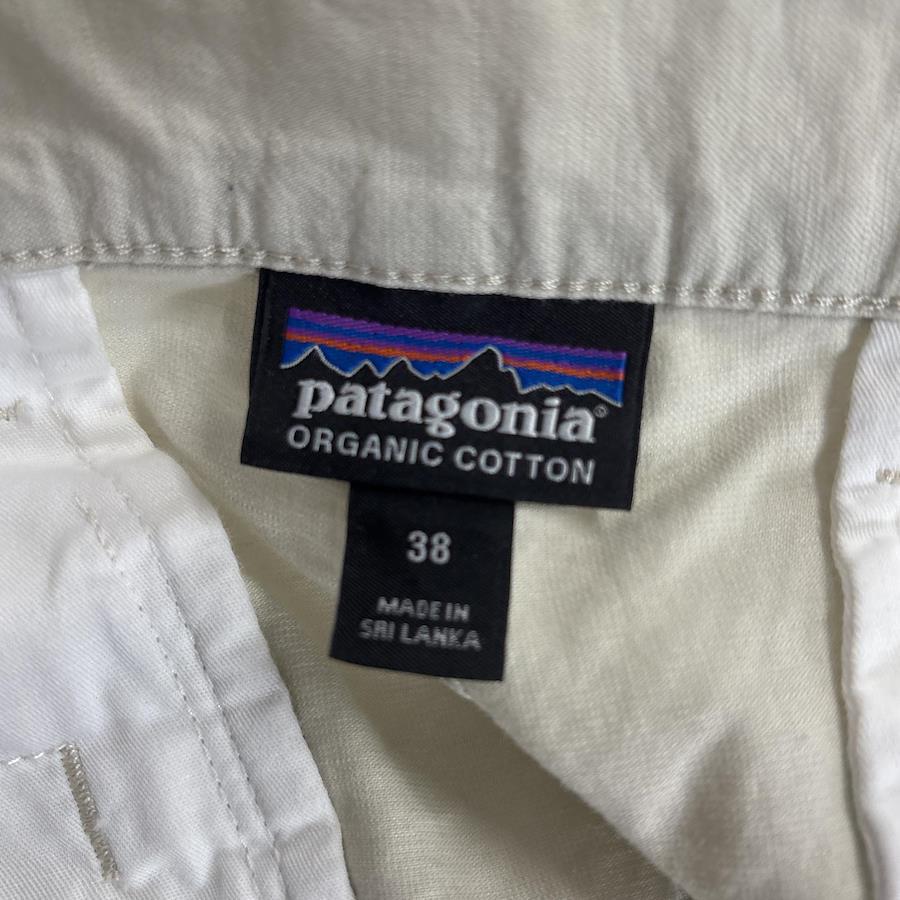 patagonia®
ORGANIC COTTON
38
MADE IN
SRI LANKA